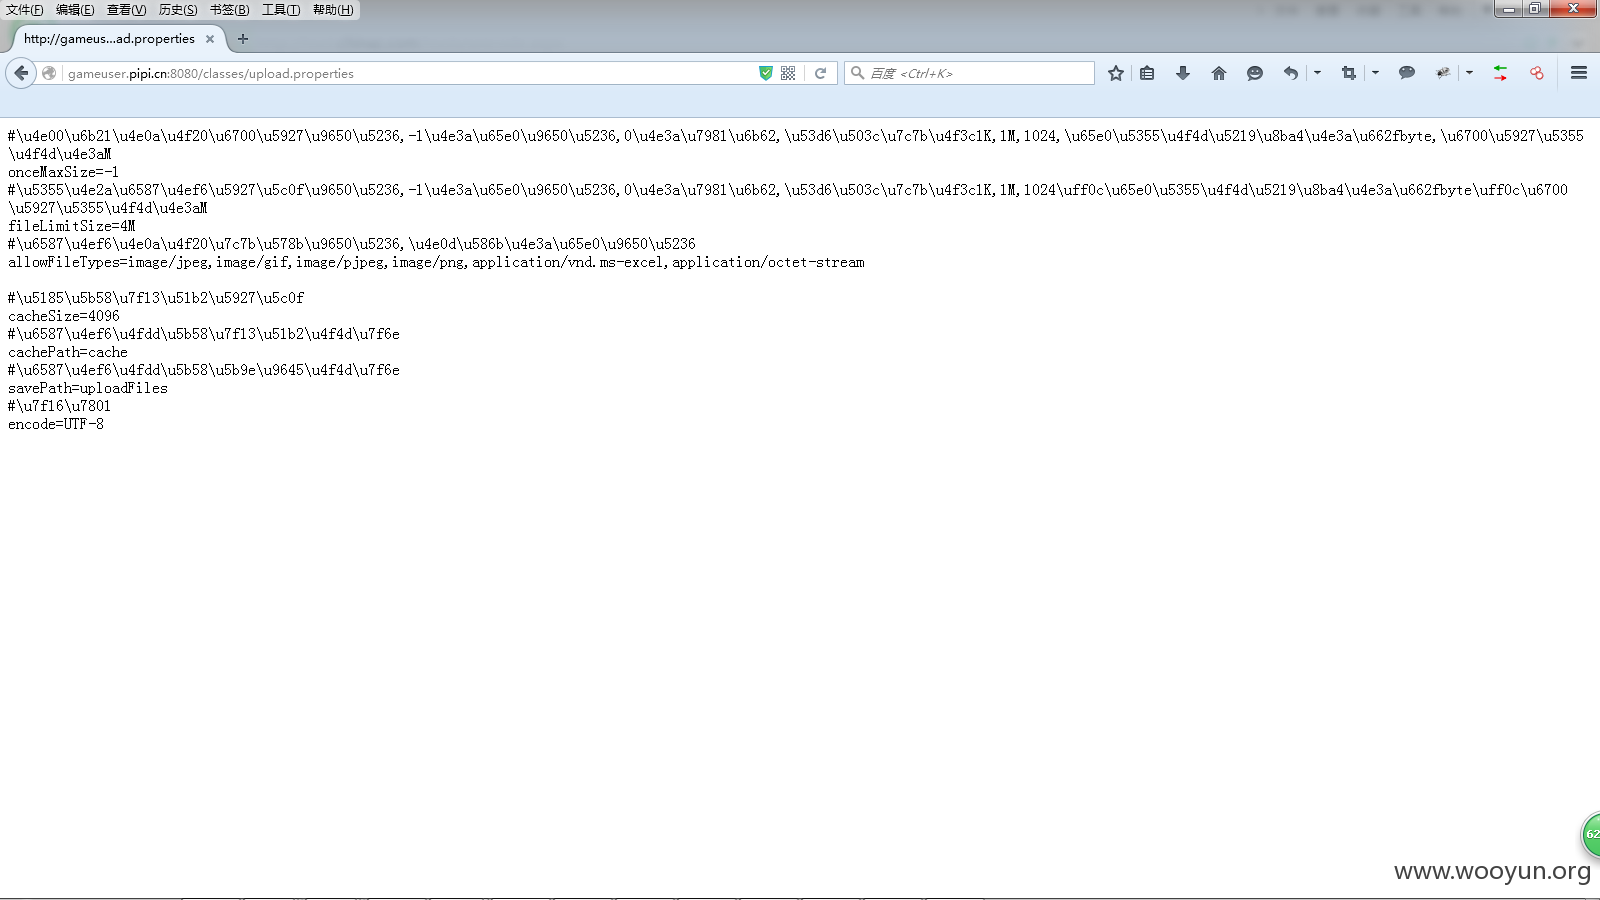 文件(F) 编辑(E) 查看(V) 历史(S) 书签(B) 工具(T) 帮助(H)
http://gameus...ad.properties
gameuser.pipi.cn:8080/classes/upload.properties
百度 <Ctrl+K>
#\u4e00\u6b21\u4e0a\u4f20\u6700\u5927\u9650\u5236,-1\u4e3a\u65e0\u9650\u5236,0\u4e3a\u7981\u6b62,\u53d6\u503c\u7c7b\u4f3c1K,1M,1024,\u65e0\u5355\u4f4d\u5219\u8ba4\u4e3a\u662fbyte,\u6700\u5927\u5355
\u4f4d\u4e3aM
onceMaxSize=-1
#\u5355\u4e2a\u6587\u4ef6\u5927\u5c0f\u9650\u5236,-1\u4e3a\u65e0\u9650\u5236,0\u4e3a\u7981\u6b62,\u53d6\u503c\u7c7b\u4f3c1K,1M,1024\uff0c\u65e0\u5355\u4f4d\u5219\u8ba4\u4e3a\u662fbyte\uff0c\u6700
\u5927\u5355\u4f4d\u4e3aM
fileLimitSize=4M
#\u6587\u4ef6\u4e0a\u4f20\u7c7b\u578b\u9650\u5236,\u4e0d\u586b\u4e3a\u65e0\u9650\u5236
allowFileTypes=image/jpeg,image/gif,image/pjpeg,image/png,application/vnd.ms-excel,application/octet-stream
#\u5185\u5b58\u7f13\u51b2\u5927\u5c0f
cacheSize=4096
#\u6587\u4ef6\u4fdd\u5b58\u7f13\u51b2\u4f4d\u7f6e
cachePath=cache
#\u6587\u4ef6\u4fdd\u5b58\u5b9e\u9645\u4f4d\u7f6e
savePath=uploadFiles
#\u7f16\u7801
encode=UTF-8
62
www.wooyun.org